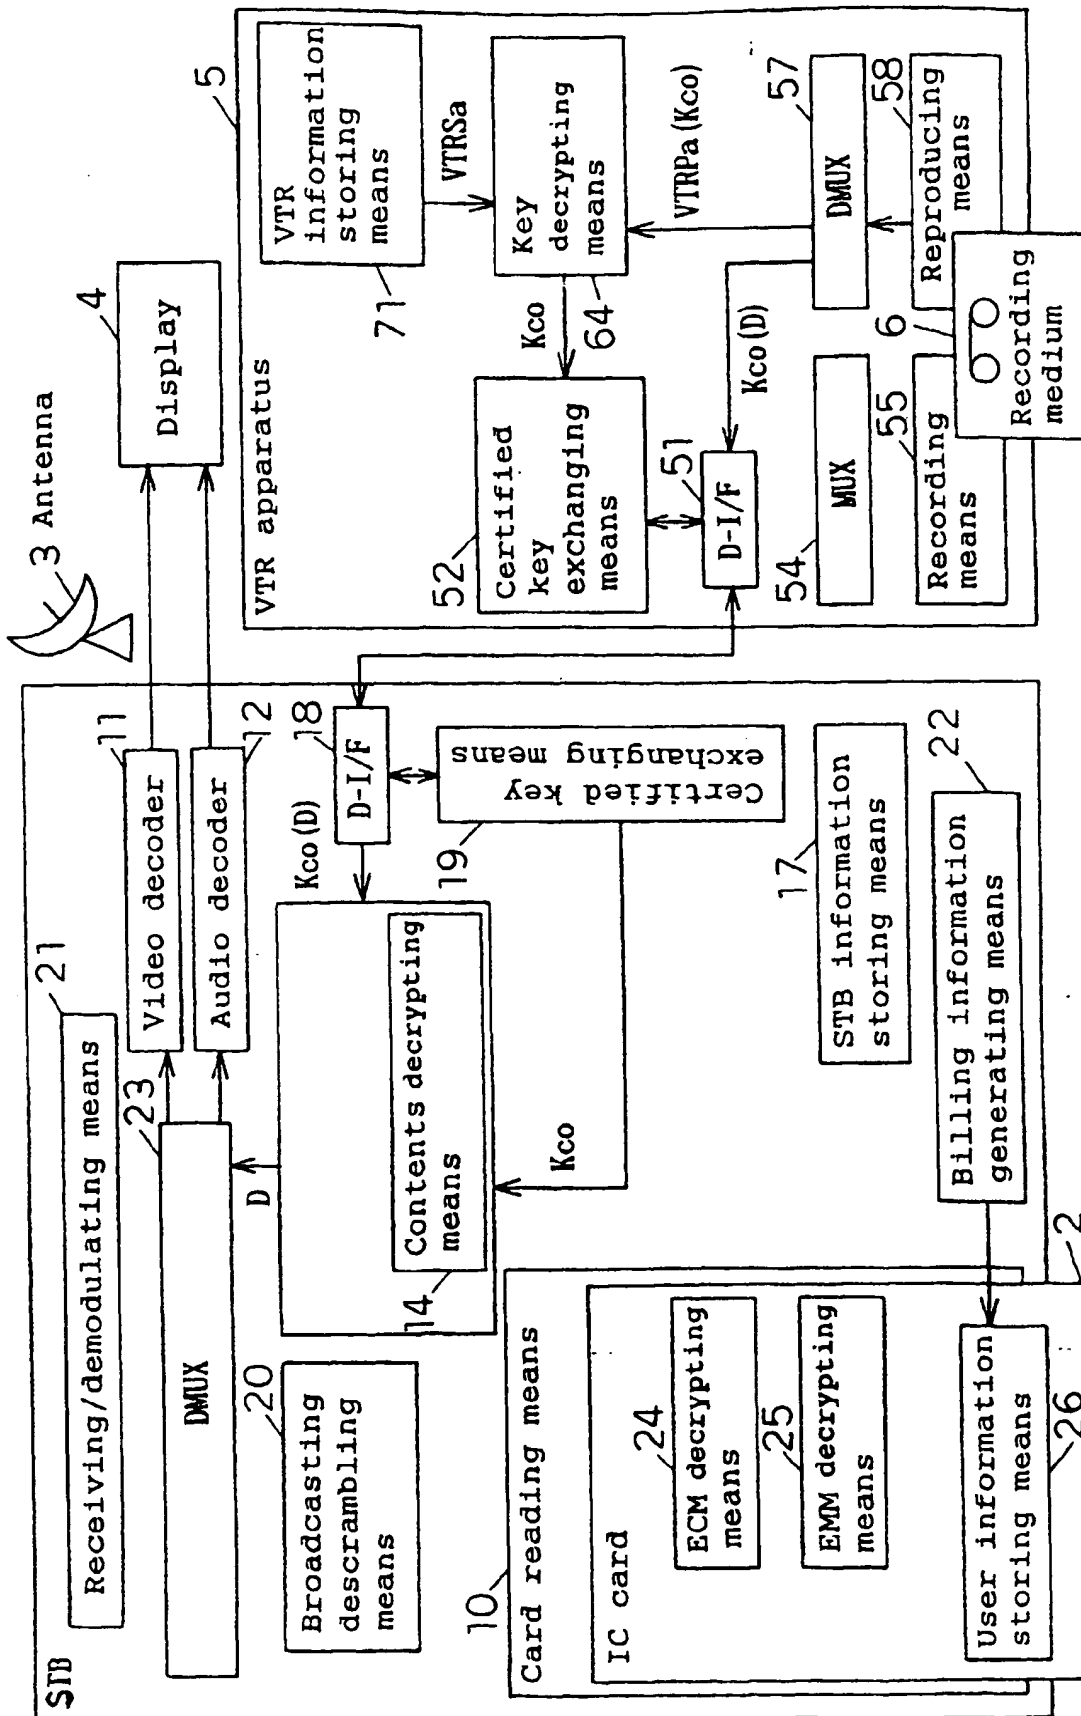 STB
Receiving/demodulating means
21
DMUX
23
Video decoder
11
Audio decoder
12
3 Antenna
Display
4
Broadcasting
descrambling
means
20
D
Contents decrypting
means
14
Kco(D)
D-I/F
18
Certified key
exchanging means
19
Kco
STB information
storing means
17
Billing information
generating means
22
Card reading means
10
IC card
2
ECM decrypting
means
24
EMM decrypting
means
25
User information
storing means
26
VTR apparatus
5
VTR
information
storing
means
71
VTRSa
Key
decrypting
means
64
Kco
VTRPa(Kco)
Certified
key
exchanging
means
52
D-I/F
51
Kco(D)
MUX
54
DMUX
57
Recording
means
55
Reproducing
means
58
Recording
medium
6